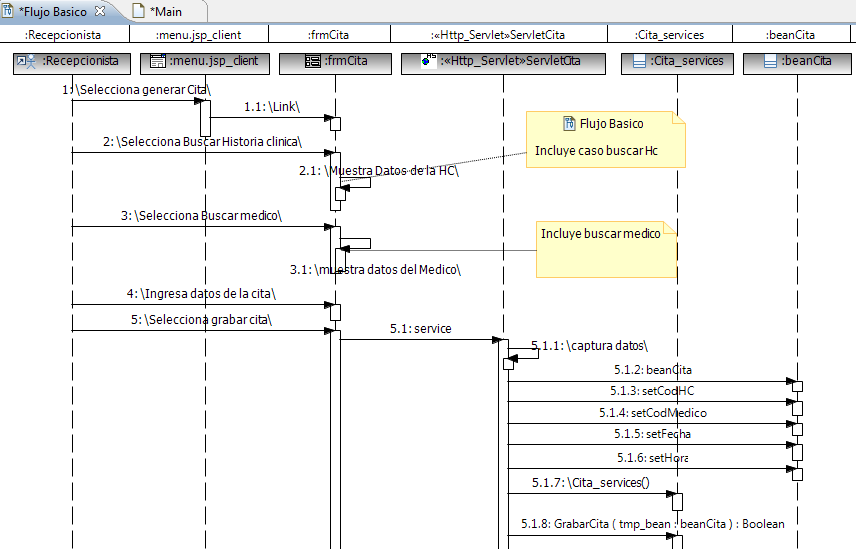 *Flujo Basico
*Main
:Recepcionista
:menu.jsp_client
:frmCita
:«Http_Servlet»ServletCita
:Cita_services
:beanCita
:Recepcionista
:menu.jsp_client
:frmCita
:«Http_Servlet»ServletCita
:Cita_services
:beanCita
1: \Selecciona generar Cita\
1.1: \Link\
2: \Selecciona Buscar Historia clinica\
Flujo Basico
Incluye caso buscar Hc
2.1: \Muestra Datos de la HC\
3: \Selecciona Buscar medico\
Incluye buscar medico
3.1: \muestra datos del Medico\
4: \Ingresa datos de la cita\
5: \Selecciona grabar cita\
5.1: service
5.1.1: \captura datos\
5.1.2: beanCita
5.1.3: setCodHC
5.1.4: setCodMedico
5.1.5: setFecha
5.1.6: setHora
5.1.7: \Cita_services()
5.1.8: GrabarCita ( tmp_bean : beanCita ) : Boolean